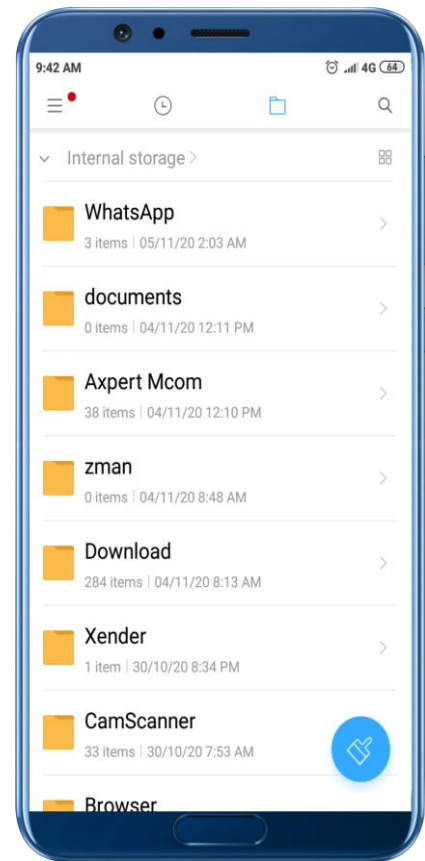 9:42 AM 4G 64
Internal storage
WhatsApp
3 items | 05/11/20 2:03 AM
documents
0 items | 04/11/20 12:11 PM
Axpert Mcom
38 items | 04/11/20 12:10 PM
zman
0 items | 04/11/20 8:48 AM
Download
284 items | 04/11/20 8:13 AM
Xender
1 item | 30/10/20 8:34 PM
CamScanner
33 items | 30/10/20 7:53 AM
Browser